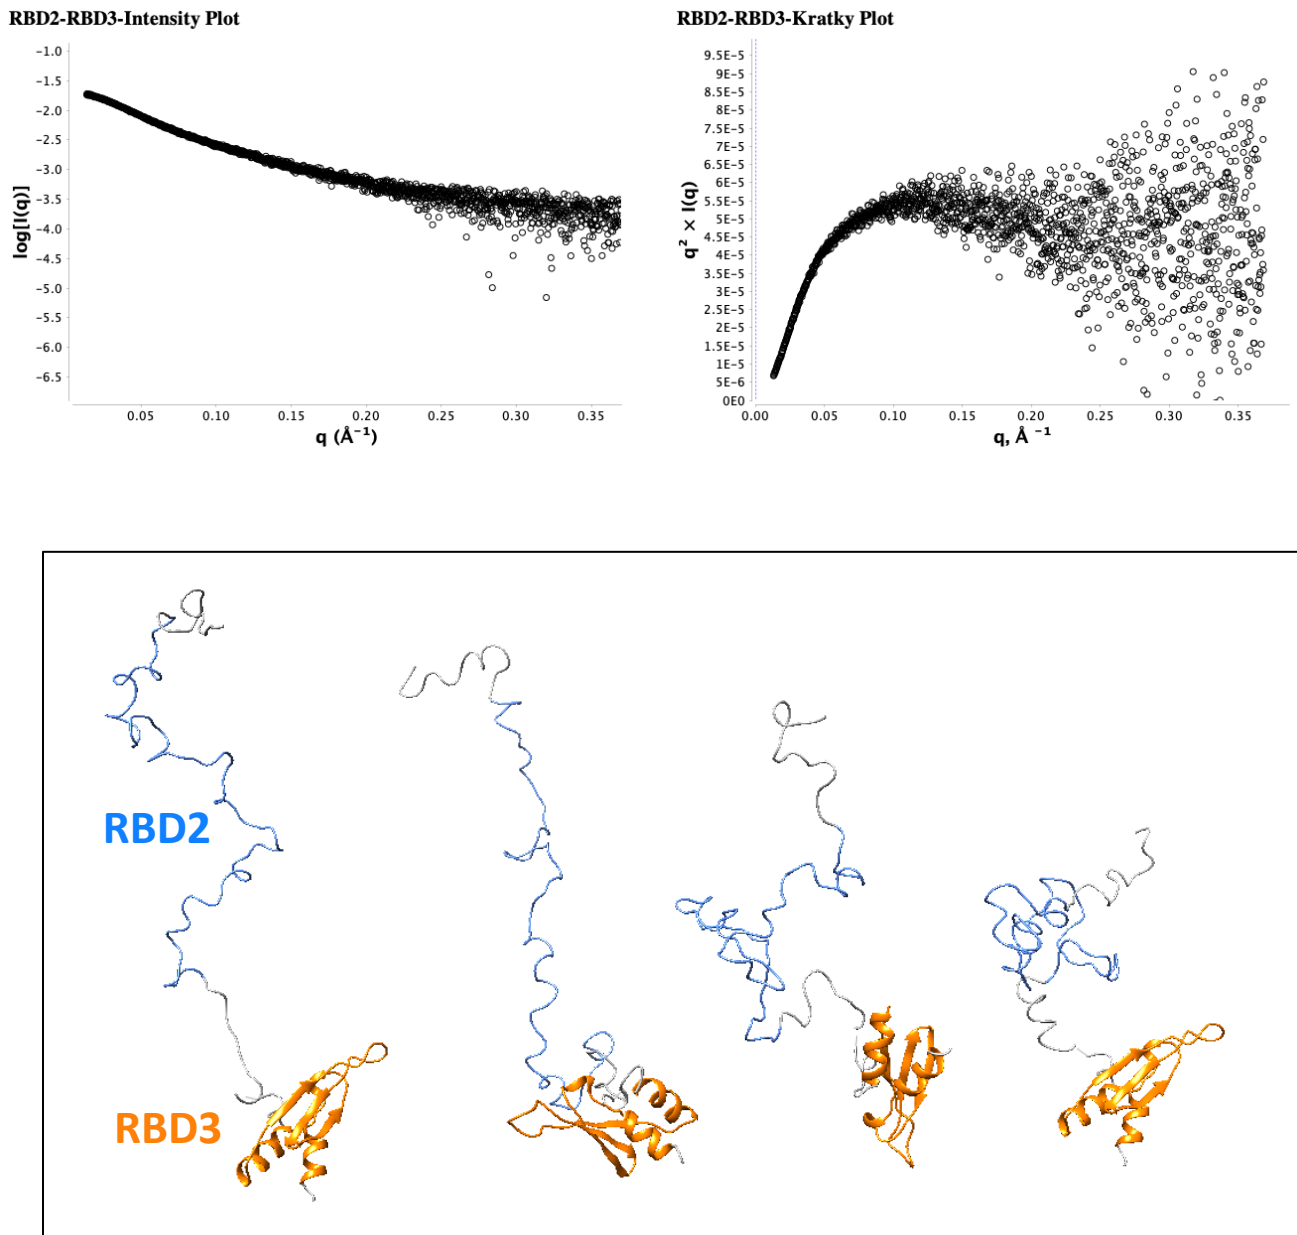 RBD2-RBD3-Intensity Plot
-1.0
-1.5
-2.0
-2.5
-3.0
-3.5
-4.0
-4.5
-5.0
-5.5
-6.0
-6.5
log[I(q)]
0.05 0.10 0.15 0.20 0.25 0.30 0.35
q (Å⁻¹)
RBD2-RBD3-Kratky Plot
9.5E-5
9E-5
8.5E-5
8E-5
7.5E-5
7E-5
6.5E-5
6E-5
5.5E-5
5E-5
4.5E-5
4E-5
3.5E-5
3E-5
2.5E-5
2E-5
1.5E-5
1E-5
5E-6
0E0
q² × I(q)
0.00 0.05 0.10 0.15 0.20 0.25 0.30 0.35
q, Å ⁻¹
RBD2
RBD3